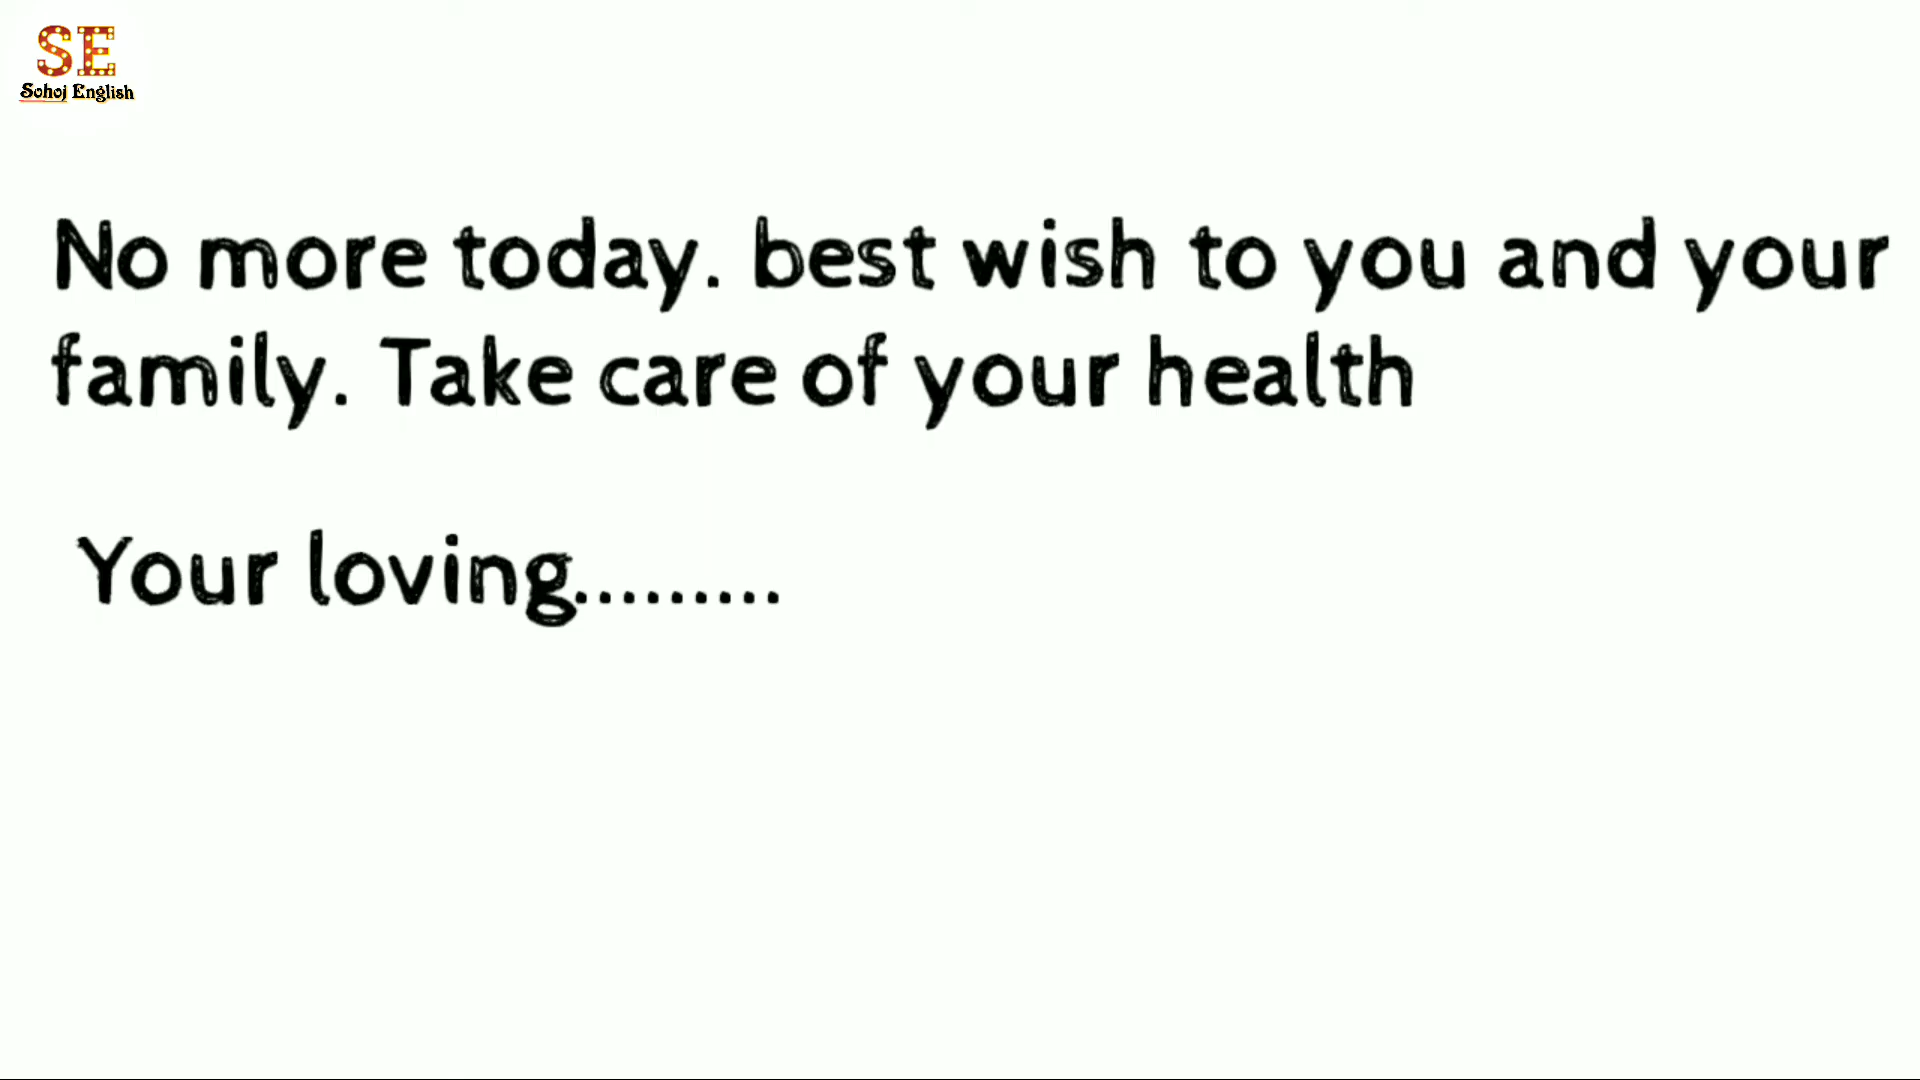 SE
Sohoj English
No more today. best wish to you and your
family. Take care of your health
Your loving.........